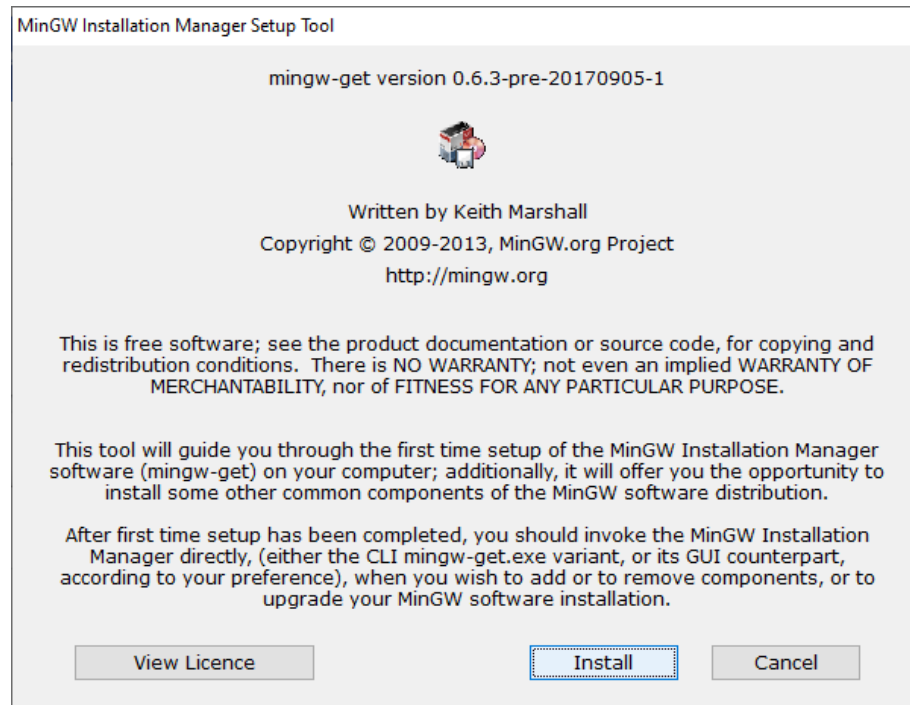 MinGW Installation Manager Setup Tool
mingw-get version 0.6.3-pre-20170905-1
Written by Keith Marshall
Copyright © 2009-2013, MinGW.org Project
http://mingw.org
This is free software; see the product documentation or source code, for copying and
redistribution conditions.  There is NO WARRANTY; not even an implied WARRANTY OF
MERCHANTABILITY, nor of FITNESS FOR ANY PARTICULAR PURPOSE.
This tool will guide you through the first time setup of the MinGW Installation Manager
software (mingw-get) on your computer; additionally, it will offer you the opportunity to
install some other common components of the MinGW software distribution.
After first time setup has been completed, you should invoke the MinGW Installation
Manager directly, (either the CLI mingw-get.exe variant, or its GUI counterpart,
according to your preference), when you wish to add or to remove components, or to
upgrade your MinGW software installation.
View Licence
Install
Cancel